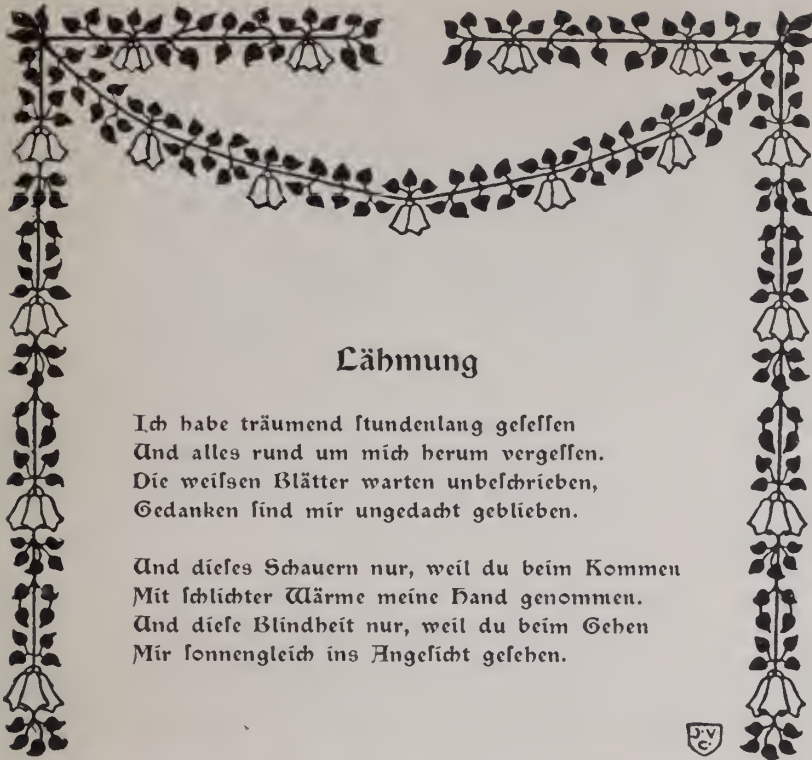 Lähmung
Ich habe träumend stundenlang gesessen
Und alles rund um mich herum vergessen.
Die weissen Blätter warten unbeschrieben,
Gedanken sind mir ungedacht geblieben.
Und dieses Schauern nur, weil du beim Kommen
Mit schlichter Wärme meine Hand genommen.
Und diese Blindheit nur, weil du beim Gehen
Mir sonnengleich ins Angesicht gesehen.
J·V
C·